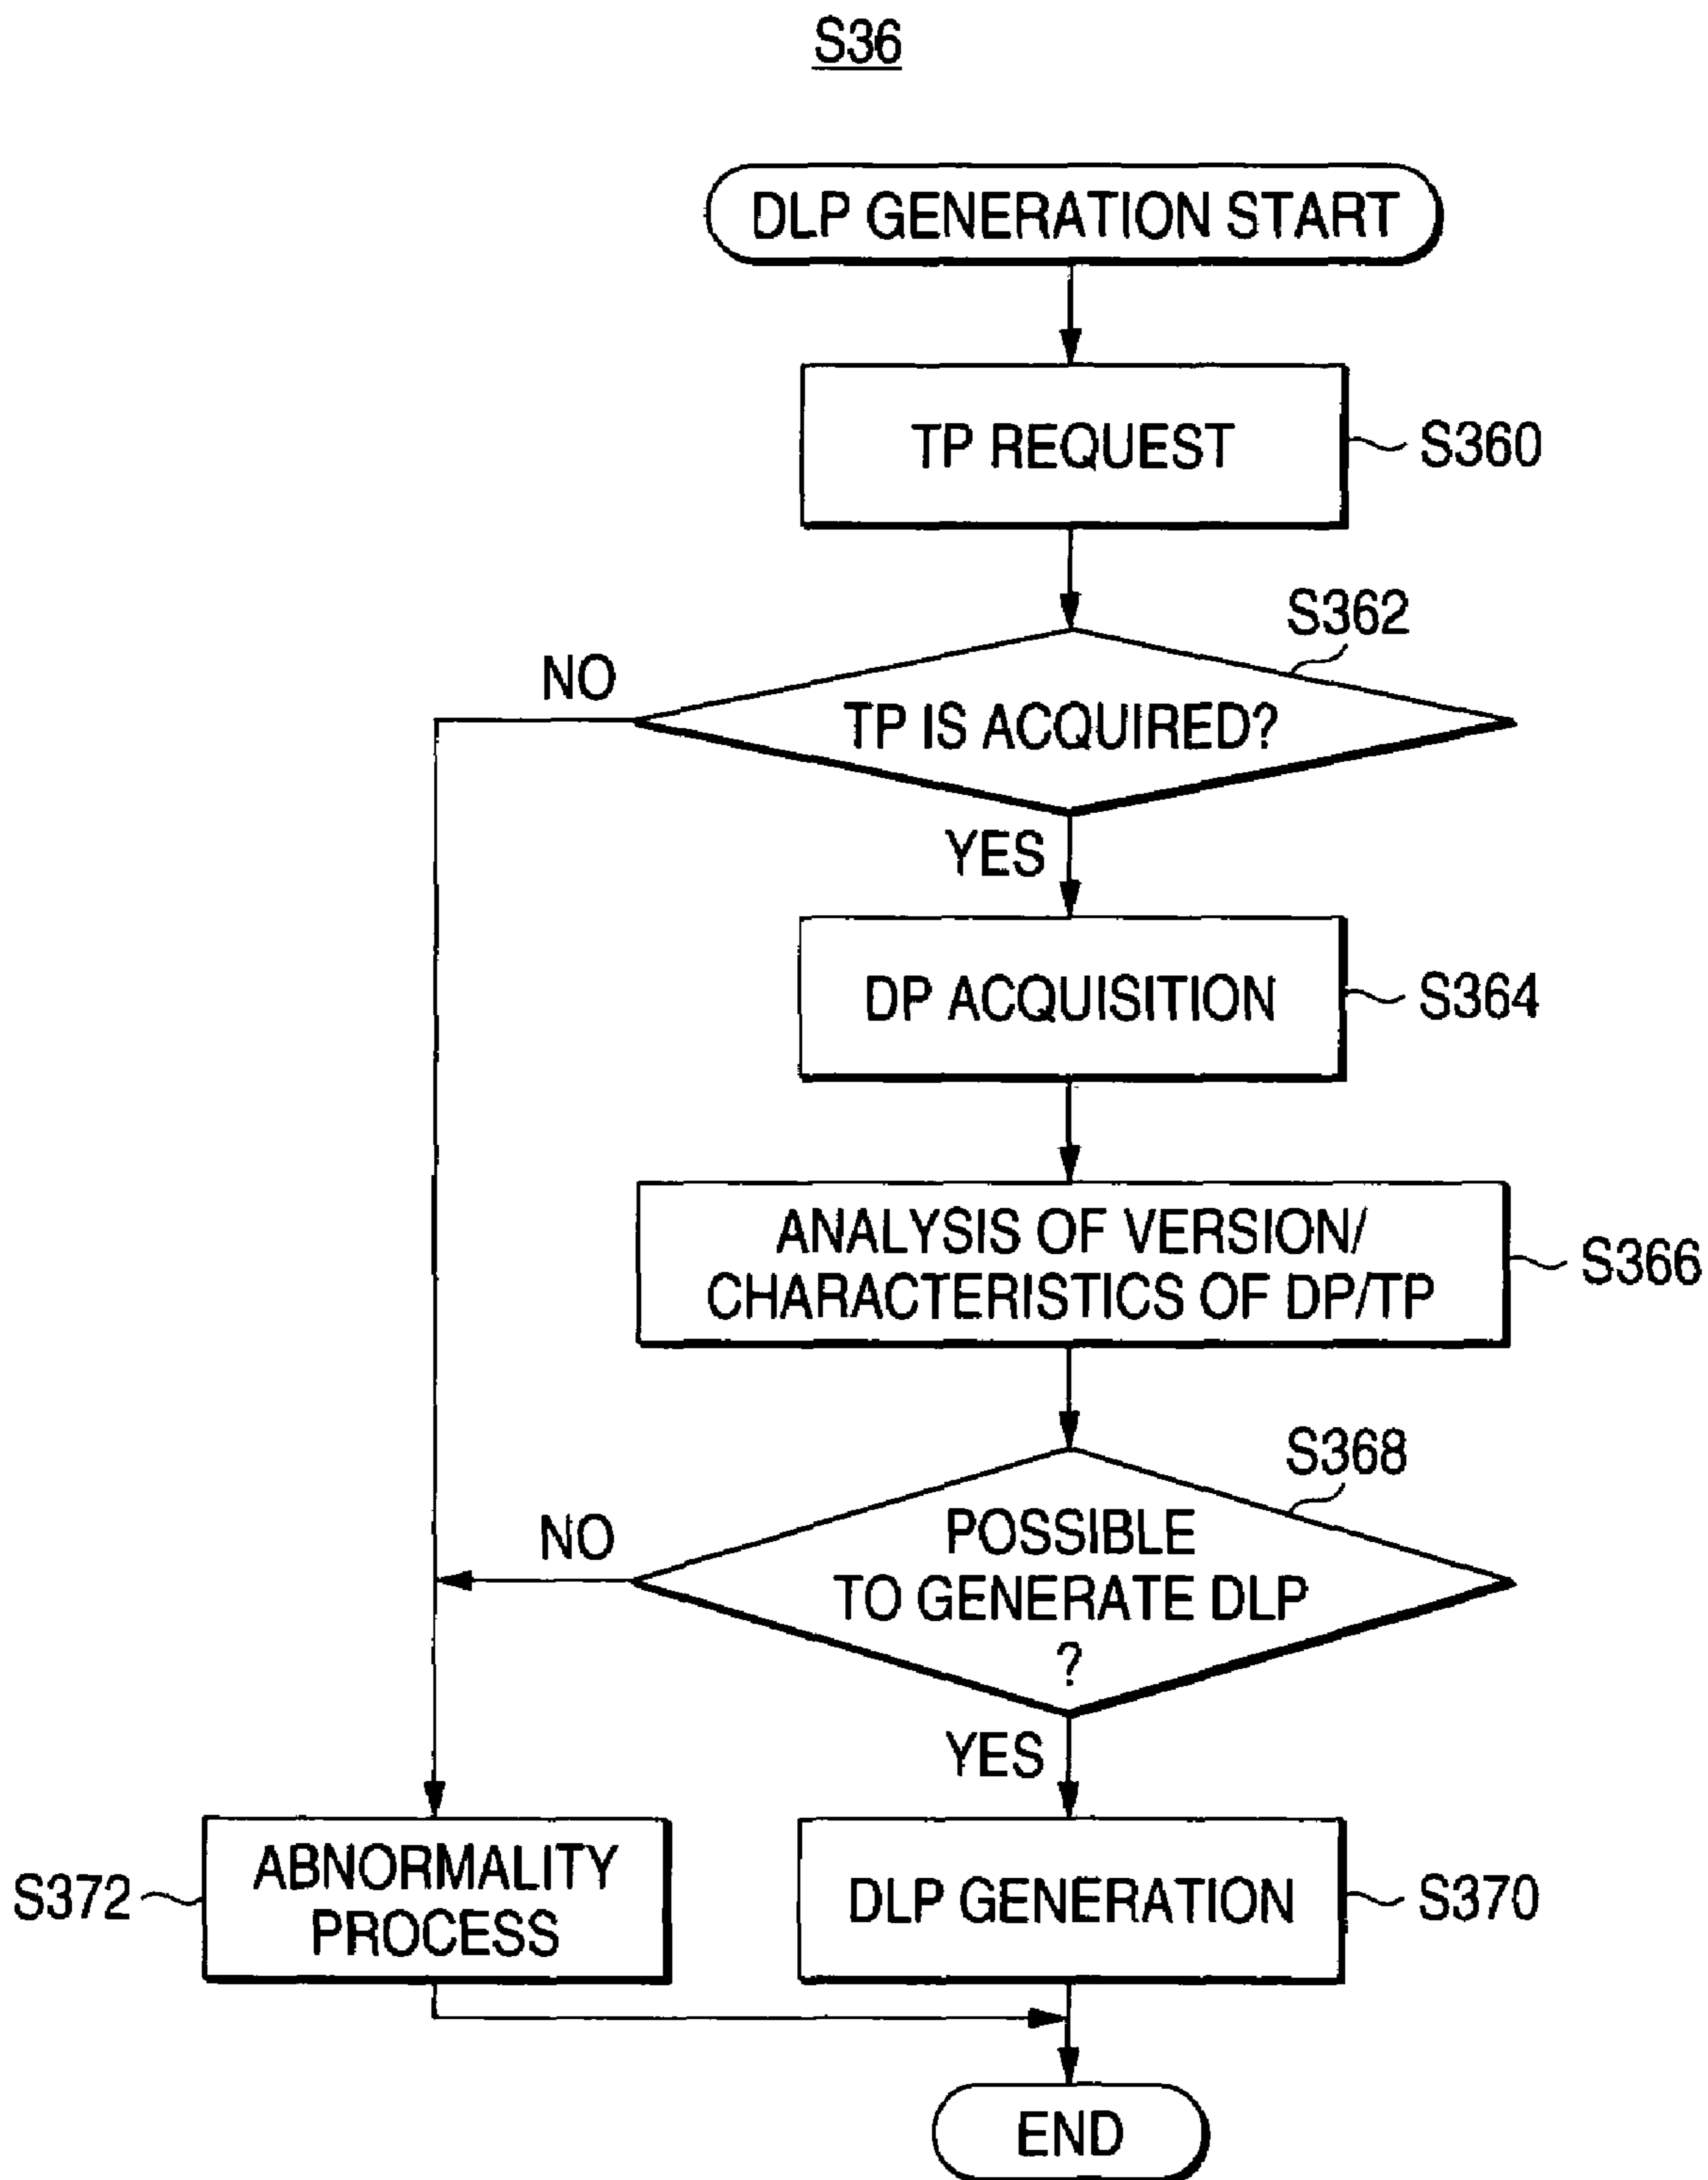 S36
DLP GENERATION START
TP REQUEST
S360
S362
NO
TP IS ACQUIRED?
YES
DP ACQUISITION
S364
ANALYSIS OF VERSION/
CHARACTERISTICS OF DP/TP
S366
S368
NO
POSSIBLE
TO GENERATE DLP
?
YES
S372
ABNORMALITY
PROCESS
DLP GENERATION
S370
END